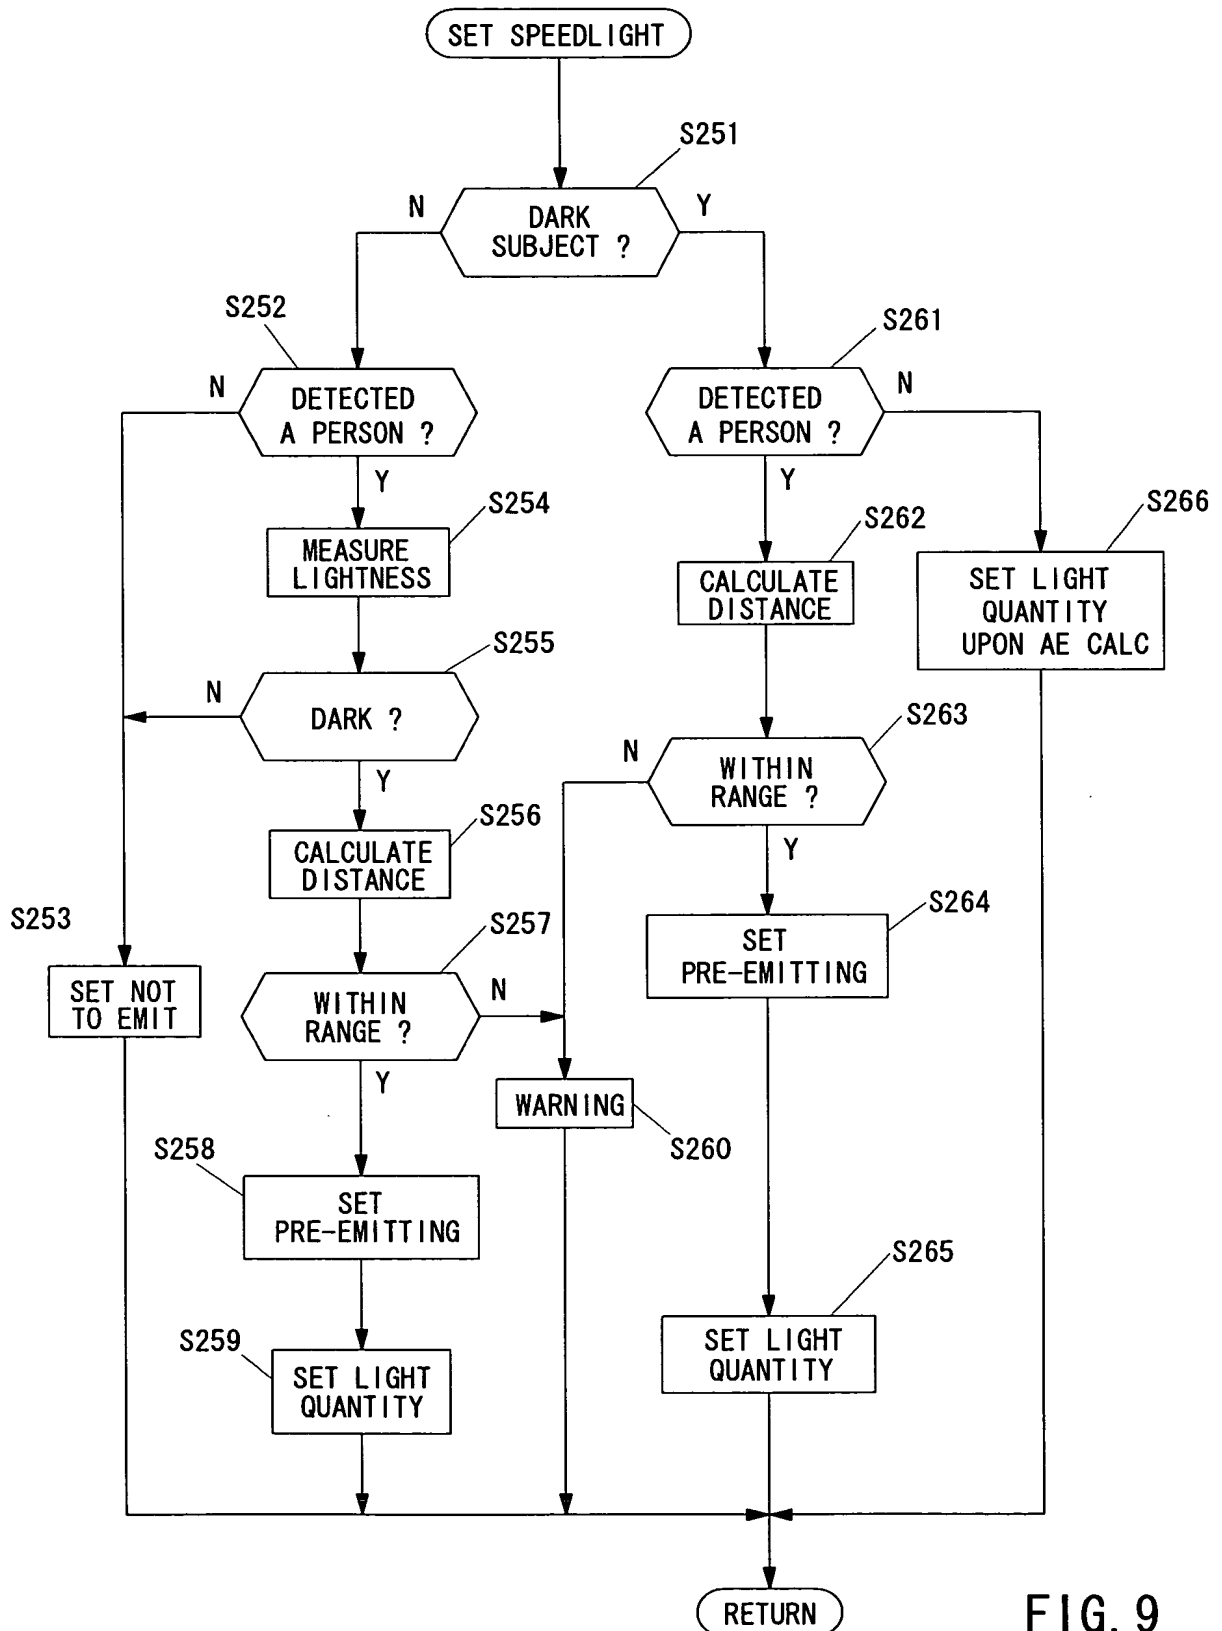 SET SPEEDLIGHT
S251
N
DARK
SUBJECT ?
Y
S252
N
DETECTED
A PERSON ?
Y
S261
DETECTED
A PERSON ?
N
Y
S254
MEASURE
LIGHTNESS
S262
CALCULATE
DISTANCE
S266
SET LIGHT
QUANTITY
UPON AE CALC
S255
N
DARK ?
Y
S263
N
WITHIN
RANGE ?
Y
S256
CALCULATE
DISTANCE
S253
SET NOT
TO EMIT
S257
WITHIN
RANGE ?
N
Y
S264
SET
PRE-EMITTING
WARNING
S260
S258
SET
PRE-EMITTING
S265
SET LIGHT
QUANTITY
S259
SET LIGHT
QUANTITY
RETURN
FIG. 9